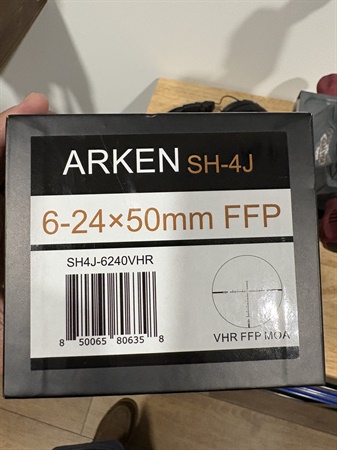 ARKEN SH-4J
6-24×50mm FFP
SH4J-6240VHR
8 50065 80635 8
VHR FFP MOA